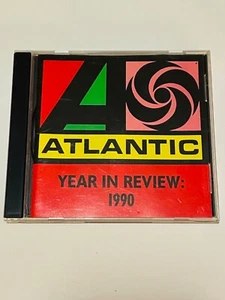 ATLANTIC
YEAR IN REVIEW:
1990